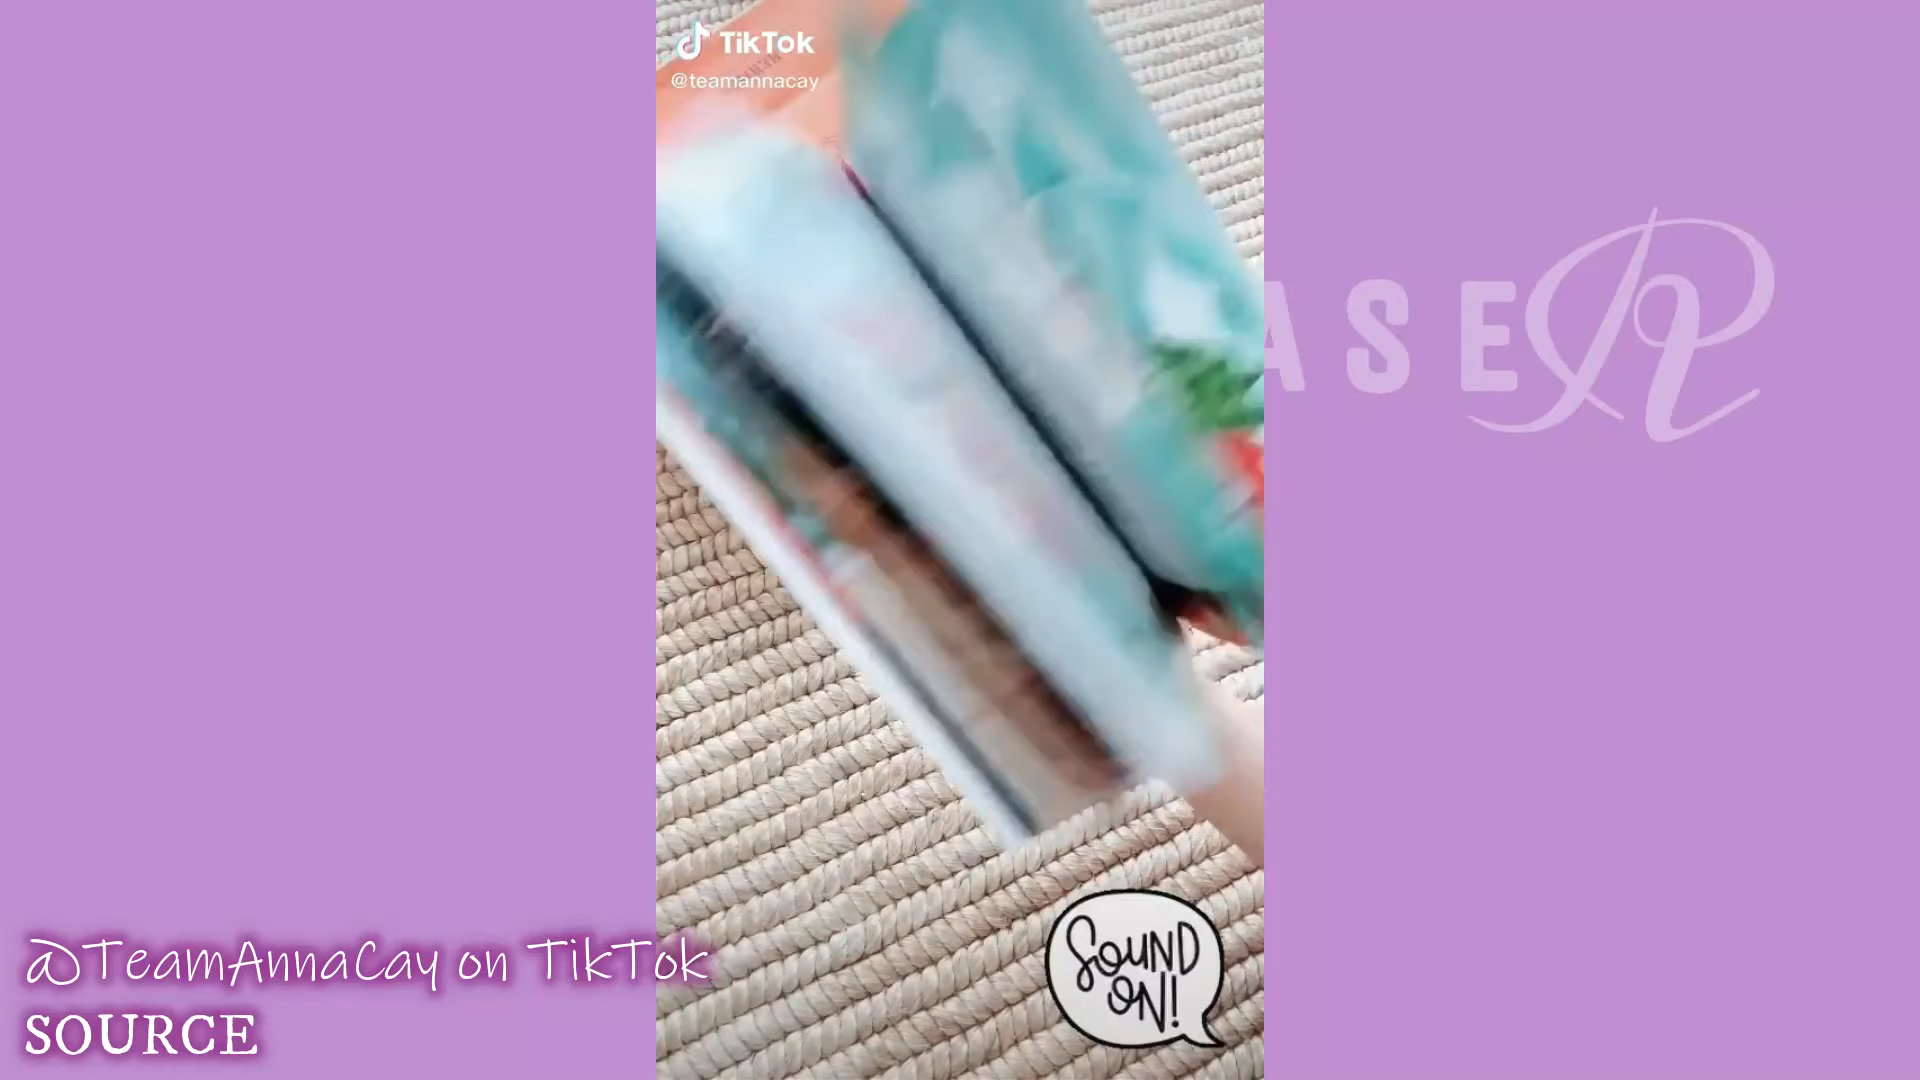 TikTok
@teamannacay
ASE
SOUND
ON!
@TeamAnnaCay on TikTok
SOURCE